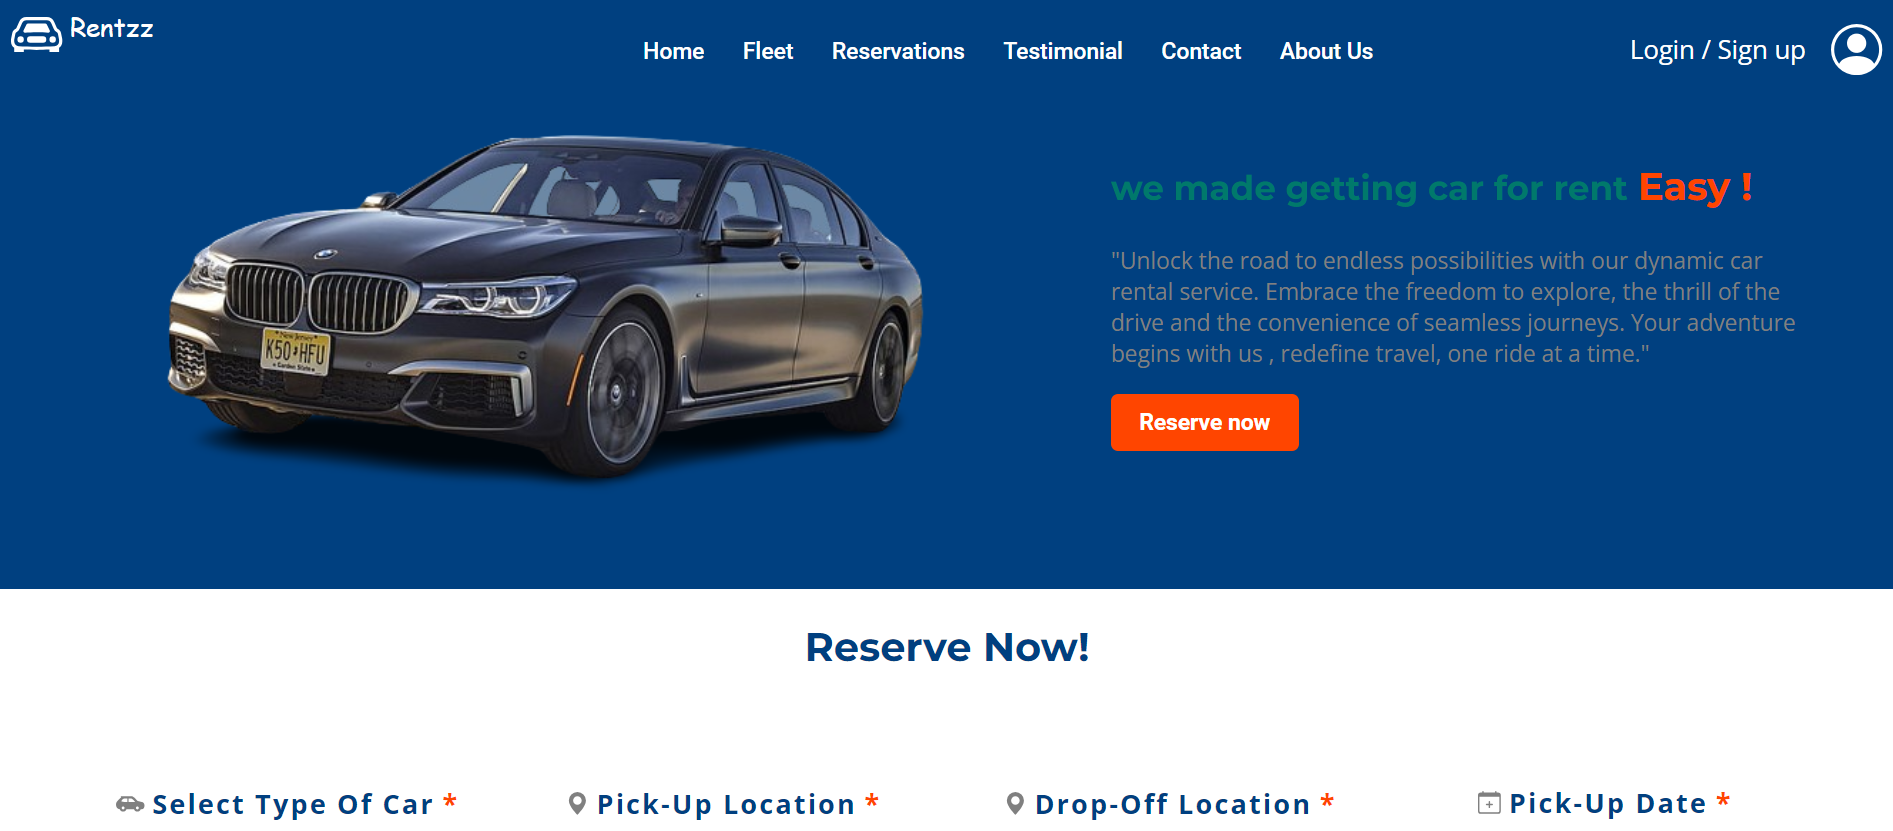 Rentzz
Home Fleet Reservations Testimonial Contact About Us
Login / Sign up
we made getting car for rent Easy !
"Unlock the road to endless possibilities with our dynamic car
rental service. Embrace the freedom to explore, the thrill of the
drive and the convenience of seamless journeys. Your adventure
begins with us , redefine travel, one ride at a time."
Reserve now
New Jersey
K50 HFU
Garden State
Reserve Now!
Select Type Of Car * Pick-Up Location * Drop-Off Location * Pick-Up Date *